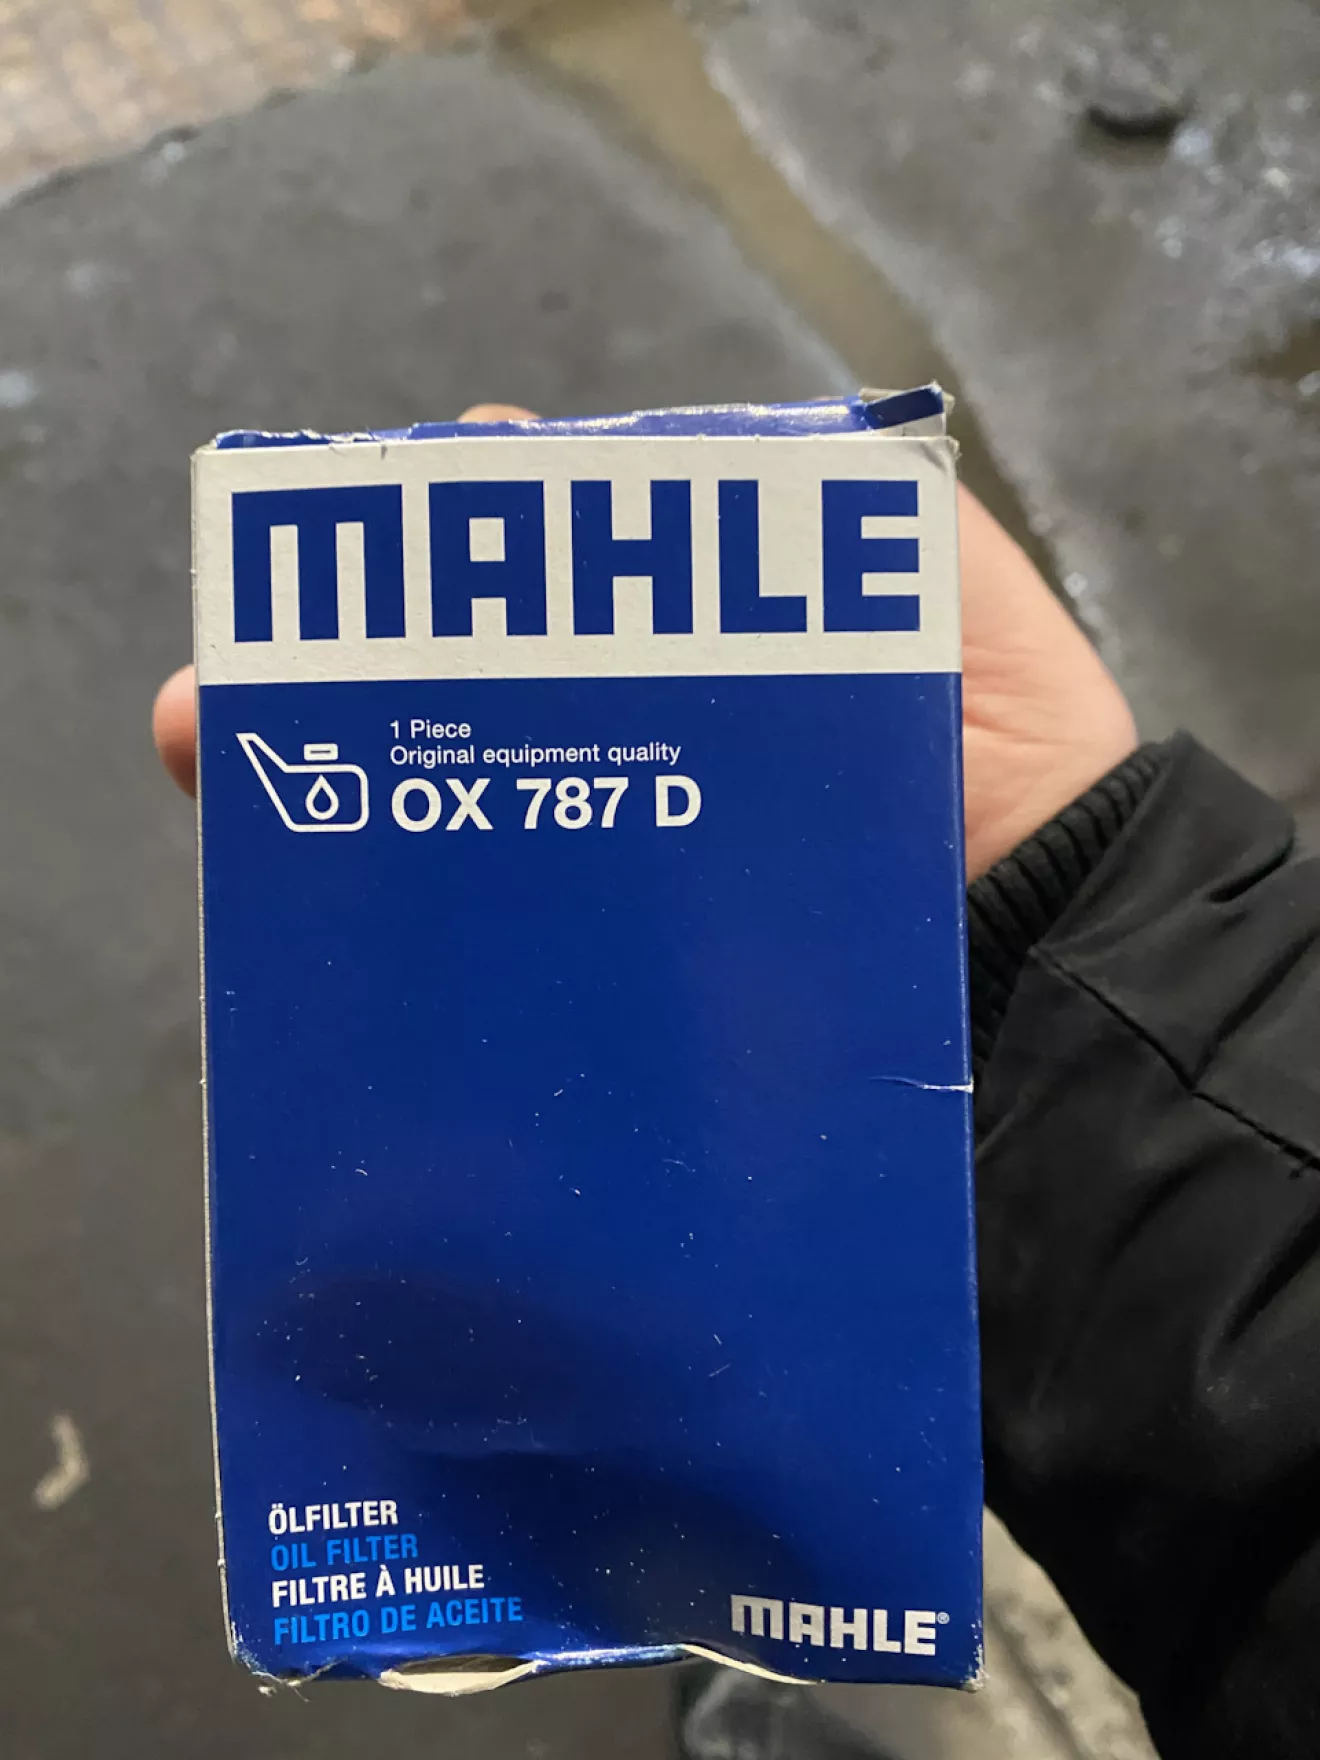 MAHLE
1 Piece
Original equipment quality
OX 787 D
ÖLFILTER
OIL FILTER
FILTRE À HUILE
FILTRO DE ACEITE
MAHLE®